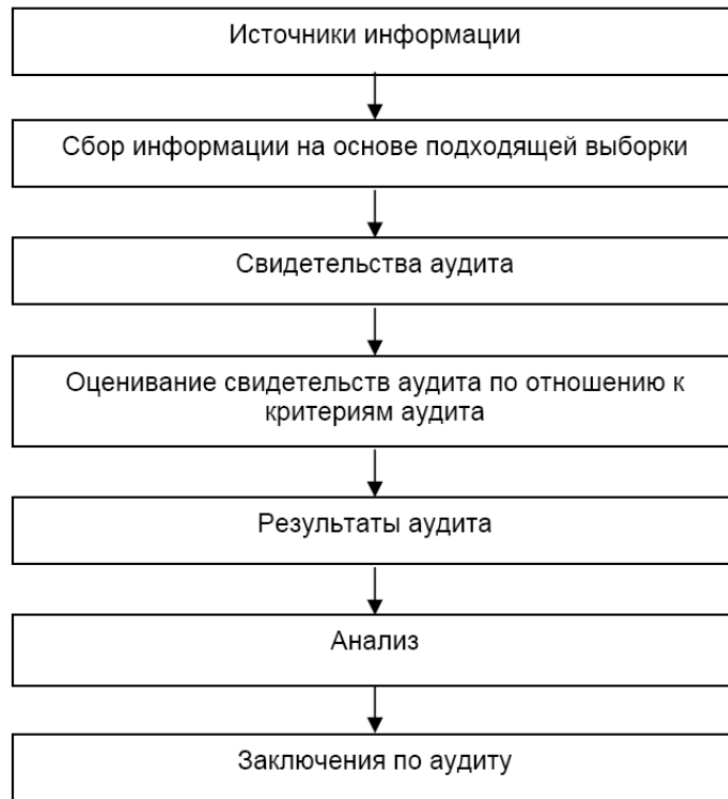 Источники информации
Сбор информации на основе подходящей выборки
Свидетельства аудита
Оценивание свидетельств аудита по отношению к
критериям аудита
Результаты аудита
Анализ
Заключения по аудиту